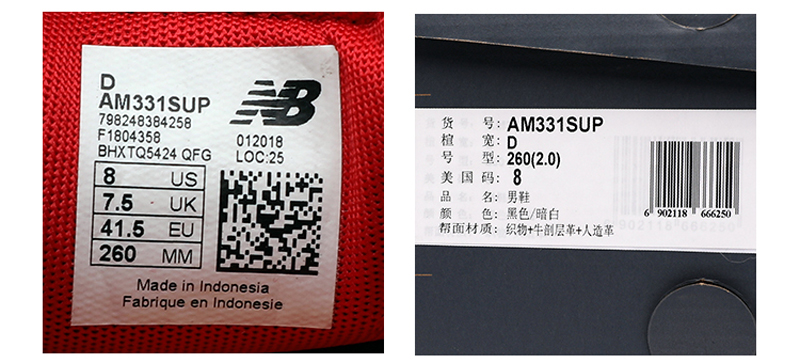 D
AM331SUP
798248384258
F1804358
BHXTQ5424 QFG
NB
012018
LOC:25
8 US
7.5 UK
41.5 EU
260 MM
Made in Indonesia
Fabrique en Indonesie
货 号: AM331SUP
楦 宽: D
号 型: 260(2.0)
美 国 码: 8
品 名: 男鞋
颜 色: 黑色/暗白
帮面材质: 织物+牛剖层革+人造革
6 902118 666250